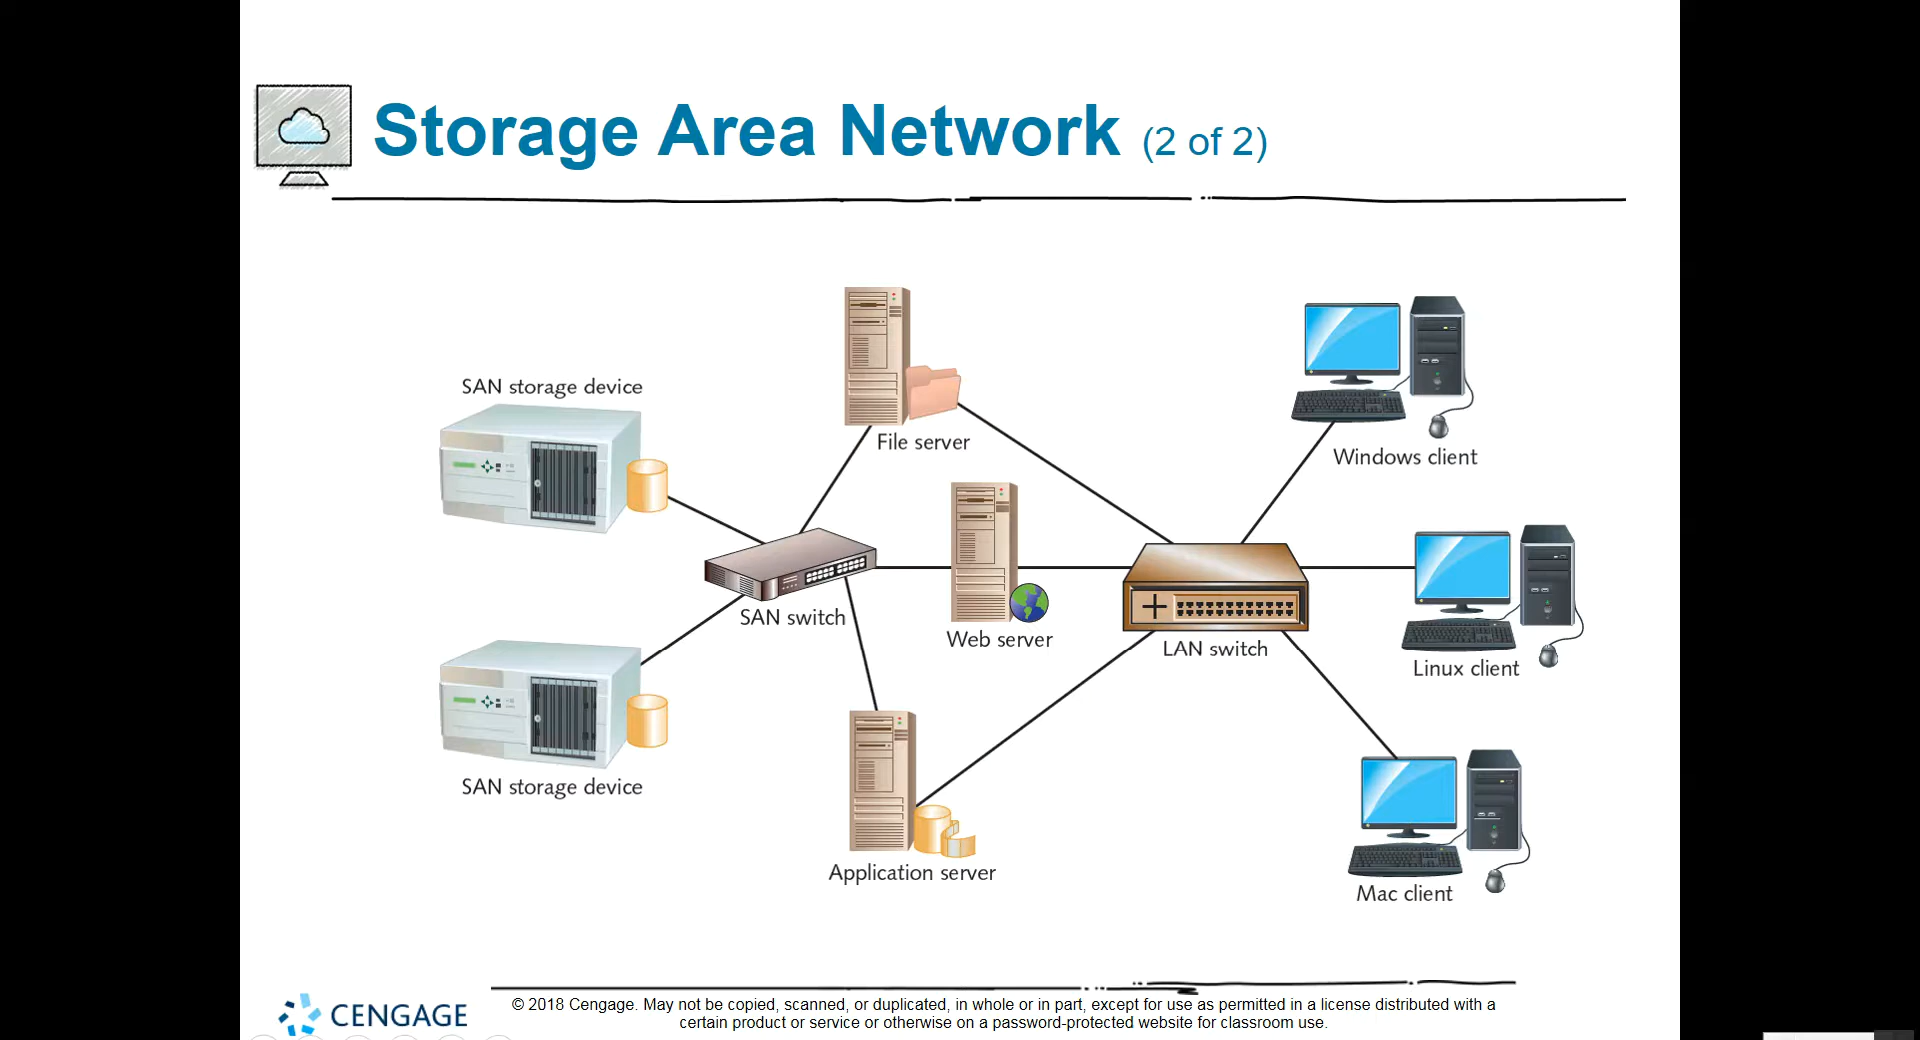 Storage Area Network (2 of 2)
SAN storage device
File server
Windows client
SAN switch
Web server
LAN switch
Linux client
SAN storage device
Application server
Mac client
CENGAGE
© 2018 Cengage. May not be copied, scanned, or duplicated, in whole or in part, except for use as permitted in a license distributed with a
certain product or service or otherwise on a password-protected website for classroom use.